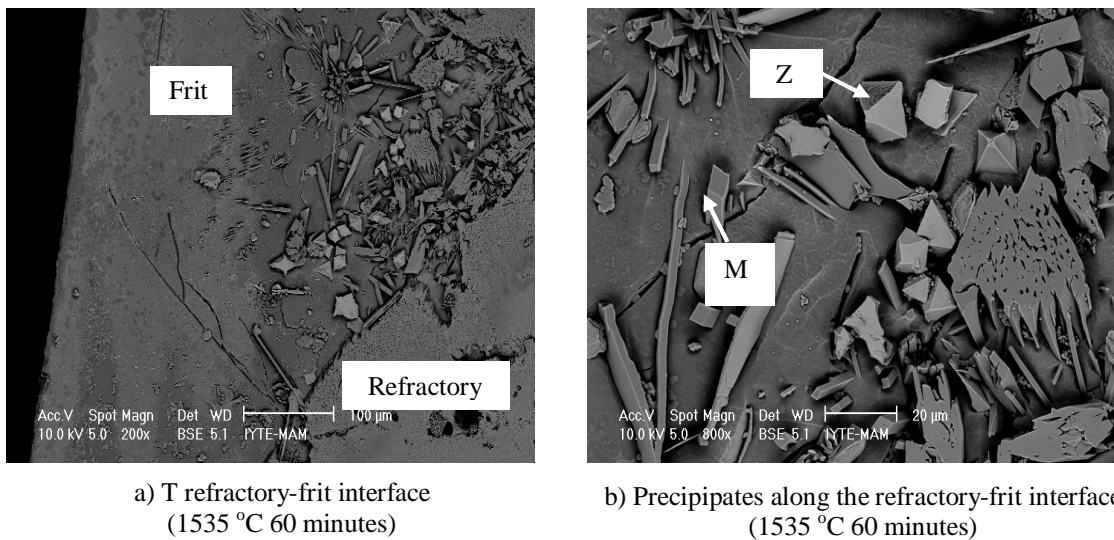 Frit
Refractory
Acc.V Spot Magn Det WD 100 µm
10.0 kV 5.0 200x BSE 5.1 IYTE-MAM
Z
M
Acc.V Spot Magn Det WD 20 µm
10.0 kV 5.0 800x BSE 5.1 IYTE-MAM
a) T refractory-frit interface
(1535 °C 60 minutes)
b) Precipipates along the refractory-frit interface
(1535 °C 60 minutes)